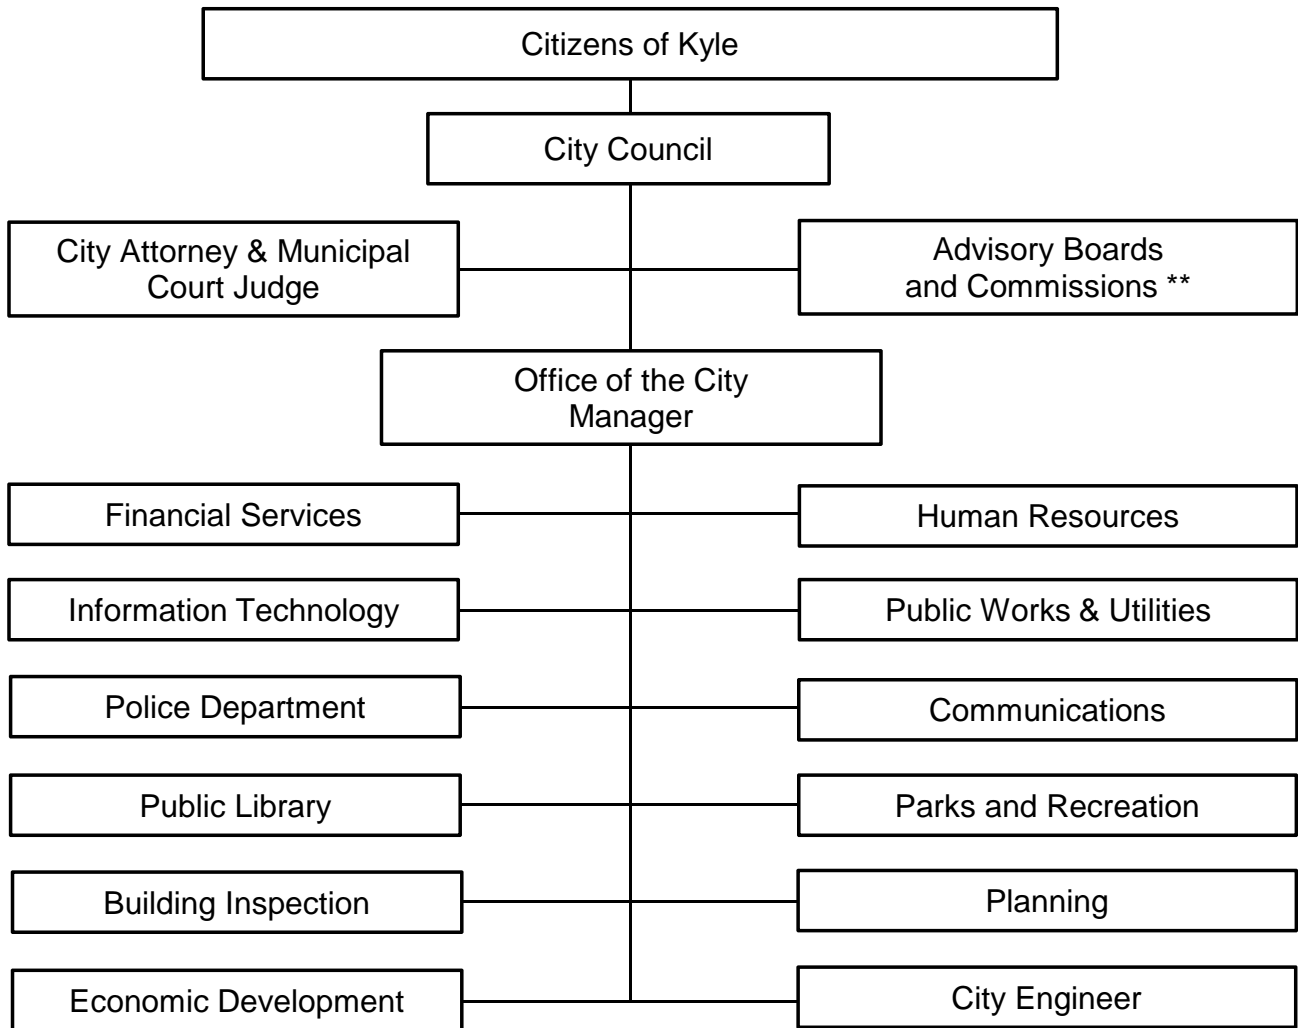 Citizens of Kyle
City Council
City Attorney & Municipal
Court Judge
Advisory Boards
and Commissions **
Office of the City
Manager
Financial Services
Human Resources
Information Technology
Public Works & Utilities
Police Department
Communications
Public Library
Parks and Recreation
Building Inspection
Planning
Economic Development
City Engineer